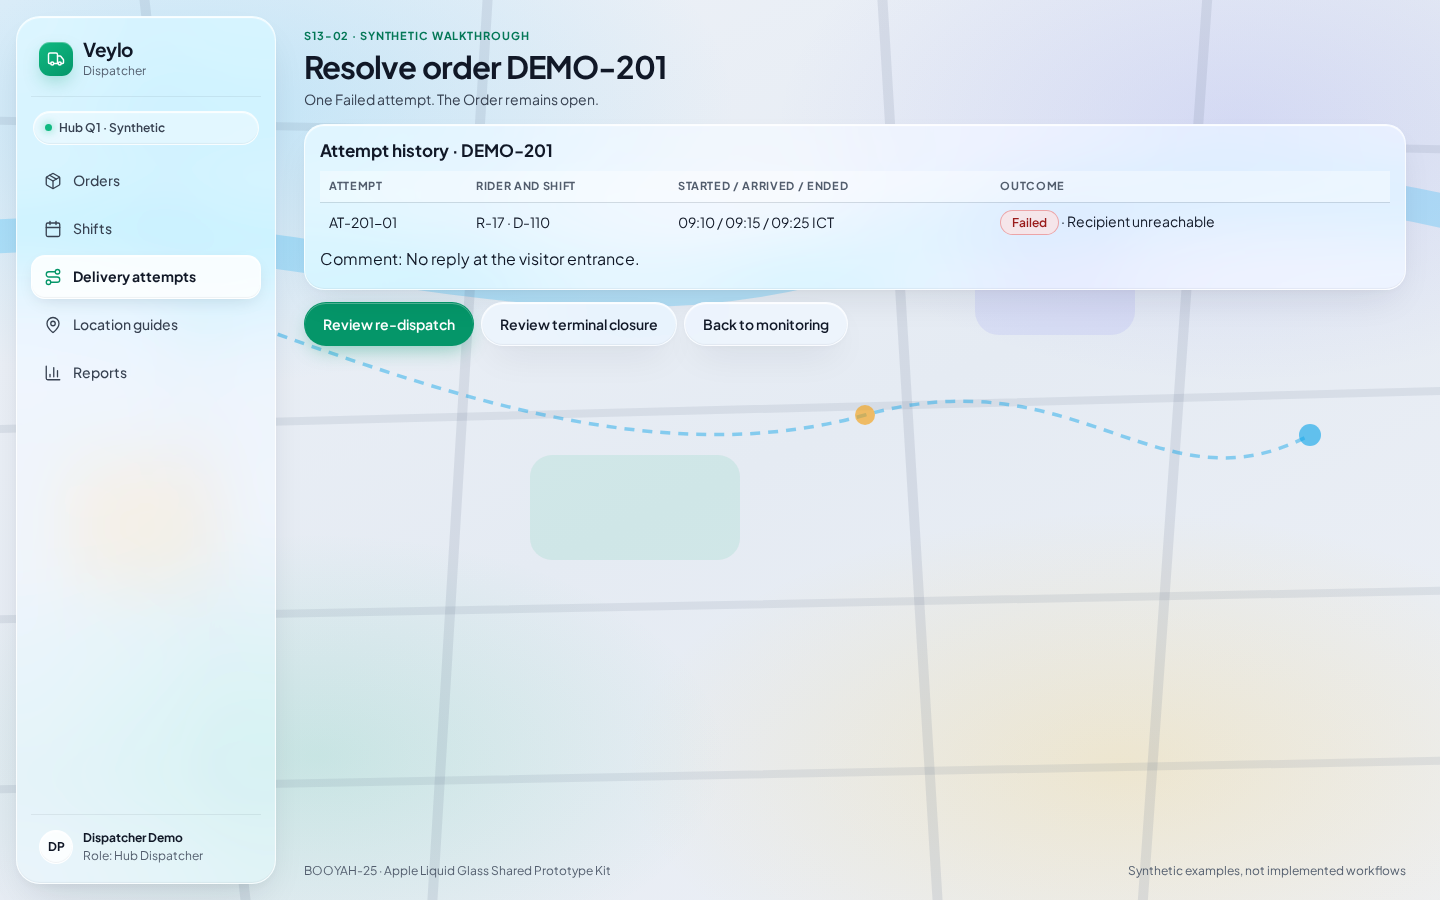 Veylo
Dispatcher
Hub Q1 · Synthetic
Orders
Shifts
Delivery attempts
Location guides
Reports
DP
Dispatcher Demo
Role: Hub Dispatcher
S13-02 · SYNTHETIC WALKTHROUGH
Resolve order DEMO-201
One Failed attempt. The Order remains open.
Attempt history · DEMO-201
ATTEMPT RIDER AND SHIFT STARTED / ARRIVED / ENDED OUTCOME
AT-201-01 R-17 · D-110 09:10 / 09:15 / 09:25 ICT Failed · Recipient unreachable
Comment: No reply at the visitor entrance.
Review re-dispatch Review terminal closure Back to monitoring
BOOYAH-25 · Apple Liquid Glass Shared Prototype Kit
Synthetic examples, not implemented workflows